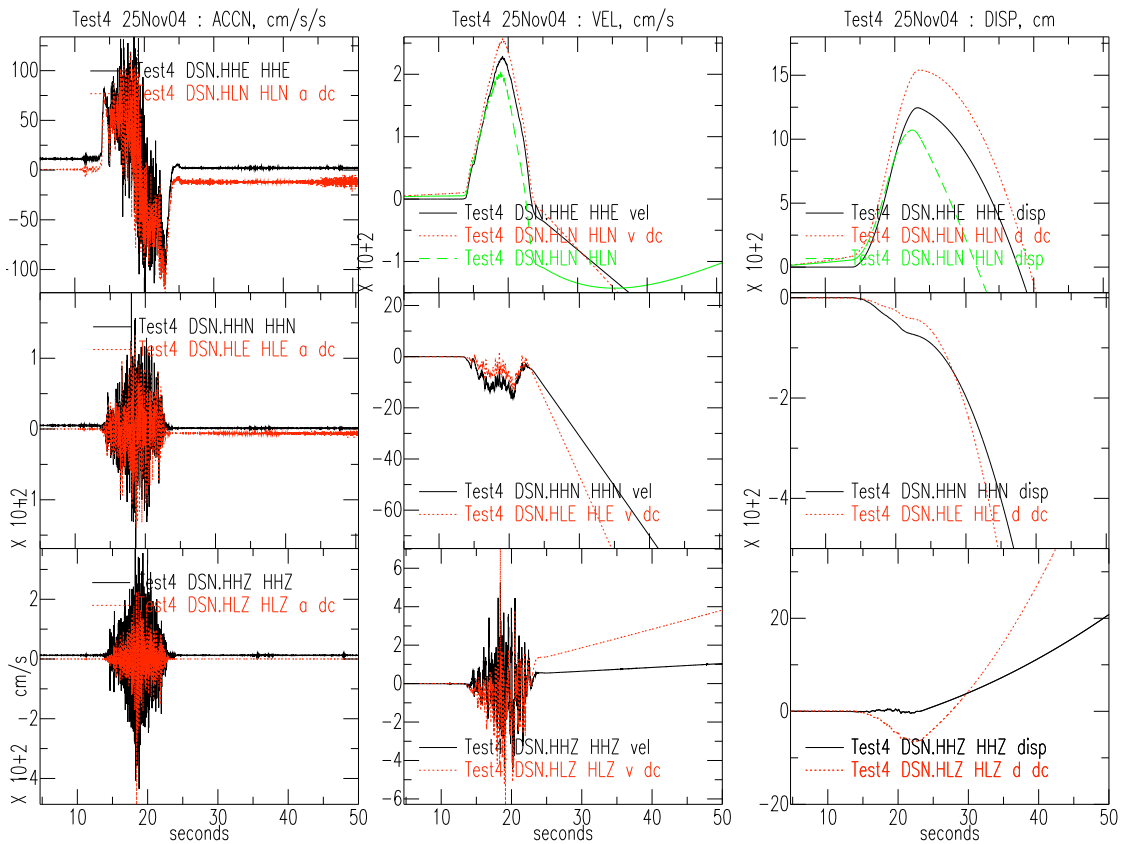 Test4 25Nov04 : ACCN, cm/s/s
Test4 25Nov04 : VEL, cm/s
Test4 25Nov04 : DISP, cm
100
50
0
-50
-100
Test4 DSN.HHE HHE
Test4 DSN.HLN HLN a dc
2
1
0
-1
X 10+2
Test4 DSN.HHE HHE vel
Test4 DSN.HLN HLN v dc
Test4 DSN.HLN HLN
15
10
5
0
X 10+2
Test4 DSN.HHE HHE disp
Test4 DSN.HLN HLN d dc
Test4 DSN.HLN HLN disp
1
0
1
X 10+2
Test4 DSN.HHN HHN
Test4 DSN.HLE HLE a dc
20
0
-20
-40
-60
Test4 DSN.HHN HHN vel
Test4 DSN.HLE HLE v dc
0
-2
-4
X 10+2
Test4 DSN.HHN HHN disp
Test4 DSN.HLE HLE d dc
2
0
-2
4
X 10+2 cm/s
Test4 DSN.HHZ HHZ
Test4 DSN.HLZ HLZ a dc
6
4
2
0
-2
-4
-6
Test4 DSN.HHZ HHZ vel
Test4 DSN.HLZ HLZ v dc
40
20
0
-20
Test4 DSN.HHZ HHZ disp
Test4 DSN.HLZ HLZ d dc
10 20 30 40 50
seconds
10 20 30 40 50
seconds
10 20 30 40 50
seconds